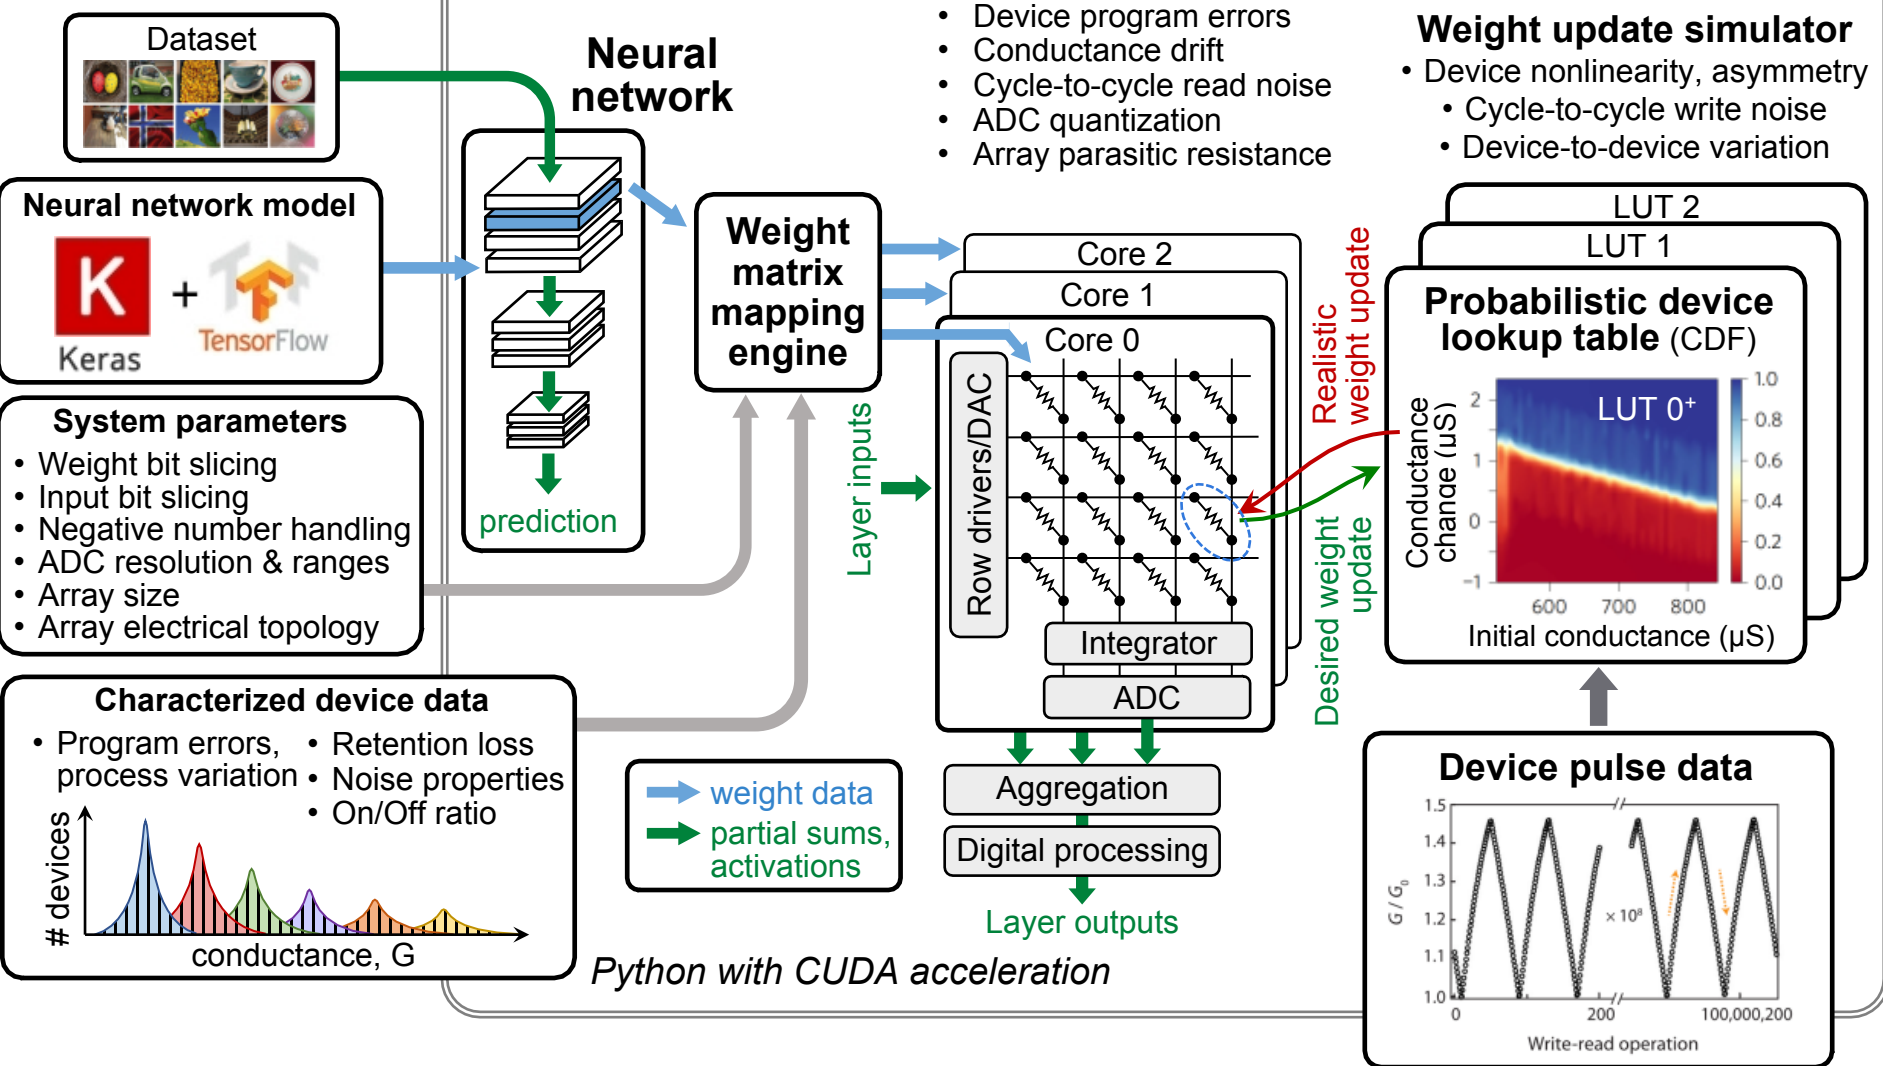 Dataset
Neural network model
K
+
Keras
TensorFlow
System parameters
• Weight bit slicing
• Input bit slicing
• Negative number handling
• ADC resolution & ranges
• Array size
• Array electrical topology
Characterized device data
• Program errors,
process variation
• Retention loss
• Noise properties
• On/Off ratio
# devices
conductance, G
Neural
network
prediction
Weight
matrix
mapping
engine
weight data
partial sums,
activations
Python with CUDA acceleration
• Device program errors
• Conductance drift
• Cycle-to-cycle read noise
• ADC quantization
• Array parasitic resistance
Core 2
Core 1
Core 0
Layer inputs
Row drivers/DAC
Integrator
ADC
Aggregation
Digital processing
Layer outputs
Realistic
weight update
Desired weight
update
Weight update simulator
• Device nonlinearity, asymmetry
• Cycle-to-cycle write noise
• Device-to-device variation
LUT 2
LUT 1
Probabilistic device
lookup table (CDF)
LUT 0⁺
Conductance
change (µS)
2
1
0
−1
600 700 800
Initial conductance (µS)
1.0
0.8
0.6
0.4
0.2
0.0
Device pulse data
1.5
1.4
1.3
1.2
1.1
1.0
G / G₀
× 10⁸
0 200 100,000,200
Write-read operation